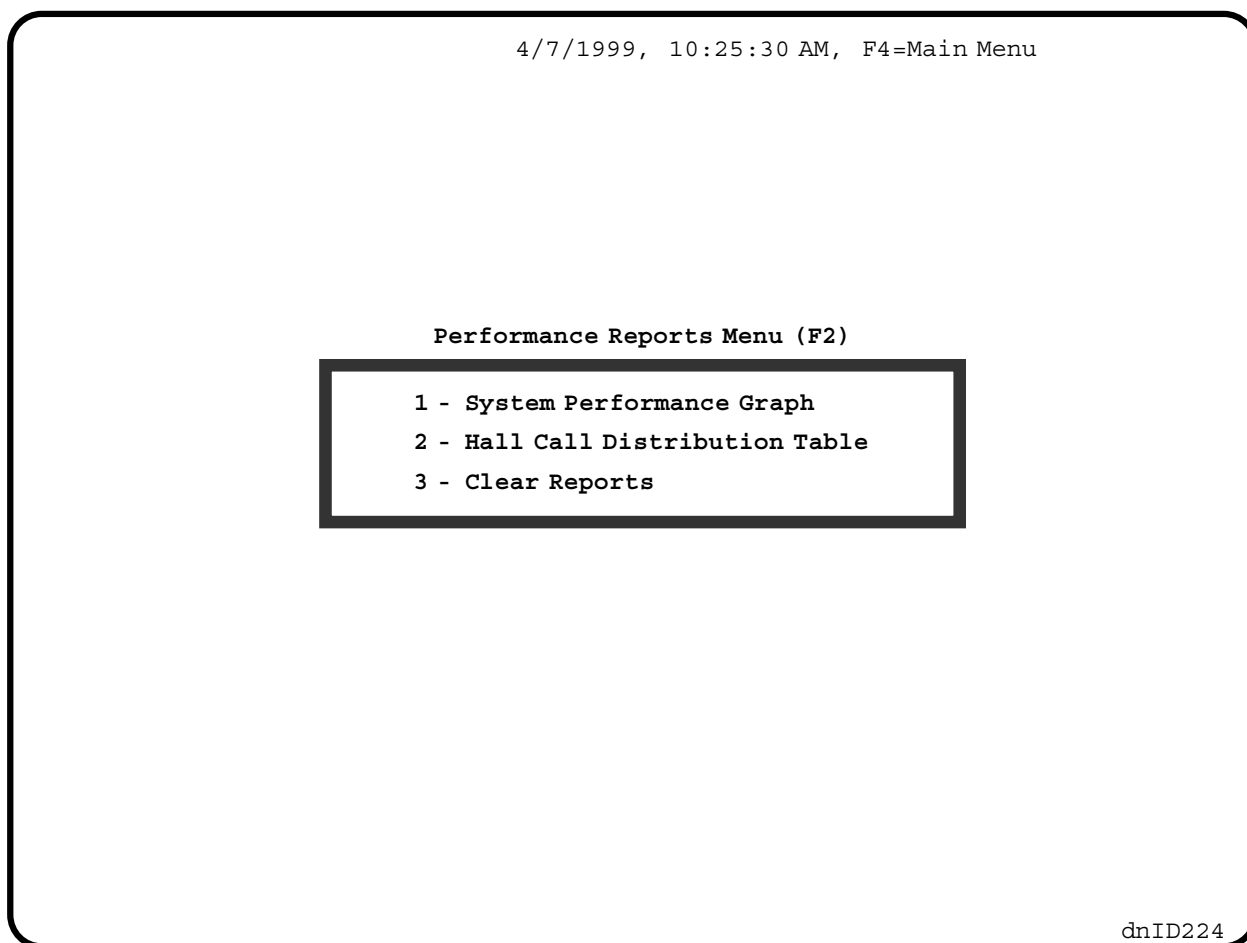 4/7/1999, 10:25:30 AM, F4=Main Menu
Performance Reports Menu (F2)
1 - System Performance Graph
2 - Hall Call Distribution Table
3 - Clear Reports
dnID224